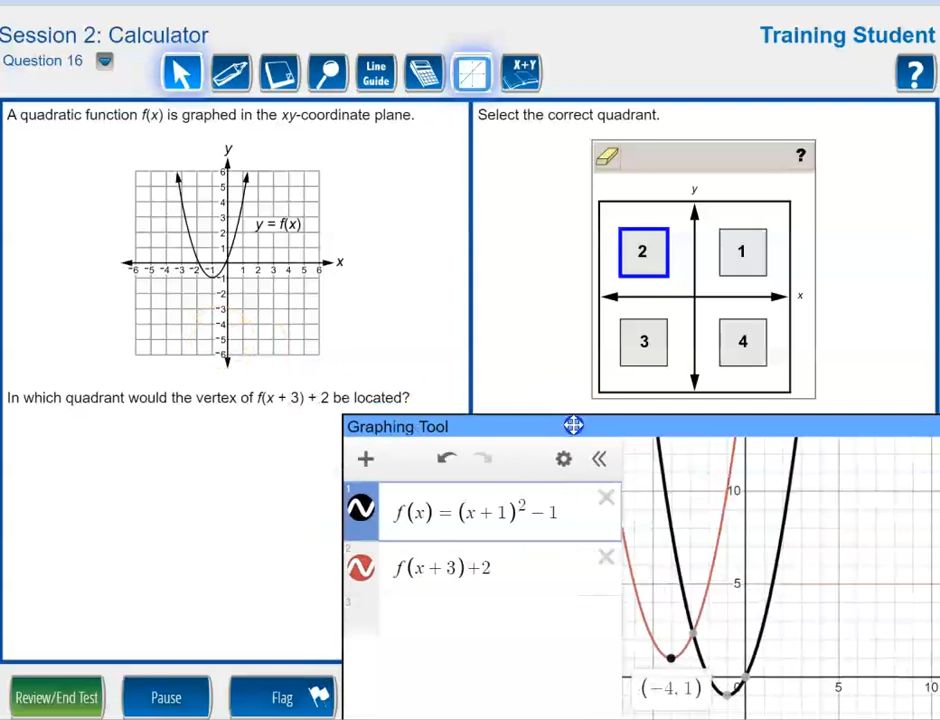 Session 2: Calculator
Training Student
Question 16
Line Guide
X+Y
?
A quadratic function f(x) is graphed in the xy-coordinate plane.
y
6
5
4
3
2
1
y = f(x)
x
-6 -5 -4 -3 -2 -1 1 2 3 4 5 6
-1
-2
-3
-4
-5
-6
In which quadrant would the vertex of f(x + 3) + 2 be located?
Select the correct quadrant.
?
y
2 1
x
3 4
Graphing Tool
1
f(x) = (x + 1)² − 1
2
f(x + 3)+2
3
10
5
(−4, 1)
0
5
10
Review/End Test
Pause
Flag